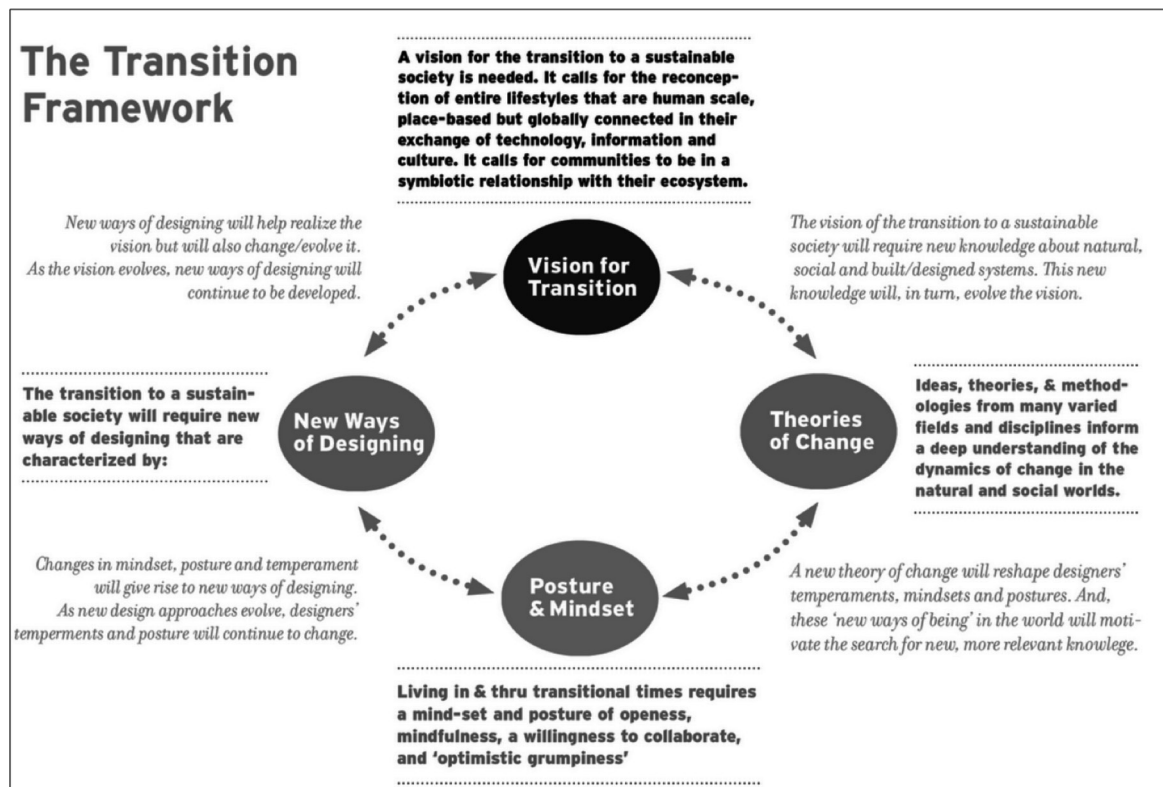 The Transition
Framework
A vision for the transition to a sustainable
society is needed. It calls for the reconcep-
tion of entire lifestyles that are human scale,
place-based but globally connected in their
exchange of technology, information and
culture. It calls for communities to be in a
symbiotic relationship with their ecosystem.
New ways of designing will help realize the
vision but will also change/evolve it.
As the vision evolves, new ways of designing will
continue to be developed.
Vision for
Transition
The vision of the transition to a sustainable
society will require new knowledge about natural,
social and built/designed systems. This new
knowledge will, in turn, evolve the vision.
The transition to a sustain-
able society will require new
ways of designing that are
characterized by:
New Ways
of Designing
Theories
of Change
Ideas, theories, & method-
ologies from many varied
fields and disciplines inform
a deep understanding of the
dynamics of change in the
natural and social worlds.
Changes in mindset, posture and temperament
will give rise to new ways of designing.
As new design approaches evolve, designers'
temperments and posture will continue to change.
Posture
& Mindset
A new theory of change will reshape designers'
temperaments, mindsets and postures. And,
these 'new ways of being' in the world will moti-
vate the search for new, more relevant knowlege.
Living in & thru transitional times requires
a mind-set and posture of openess,
mindfulness, a willingness to collaborate,
and 'optimistic grumpiness'